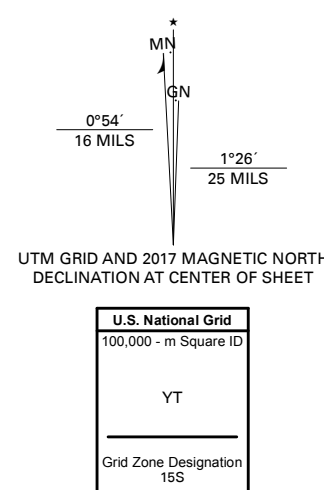 ★
MN
GN
0°54´
16 MILS
1°26´
25 MILS
UTM GRID AND 2017 MAGNETIC NORTH
DECLINATION AT CENTER OF SHEET
U.S. National Grid
100,000 - m Square ID
YT
Grid Zone Designation
15S